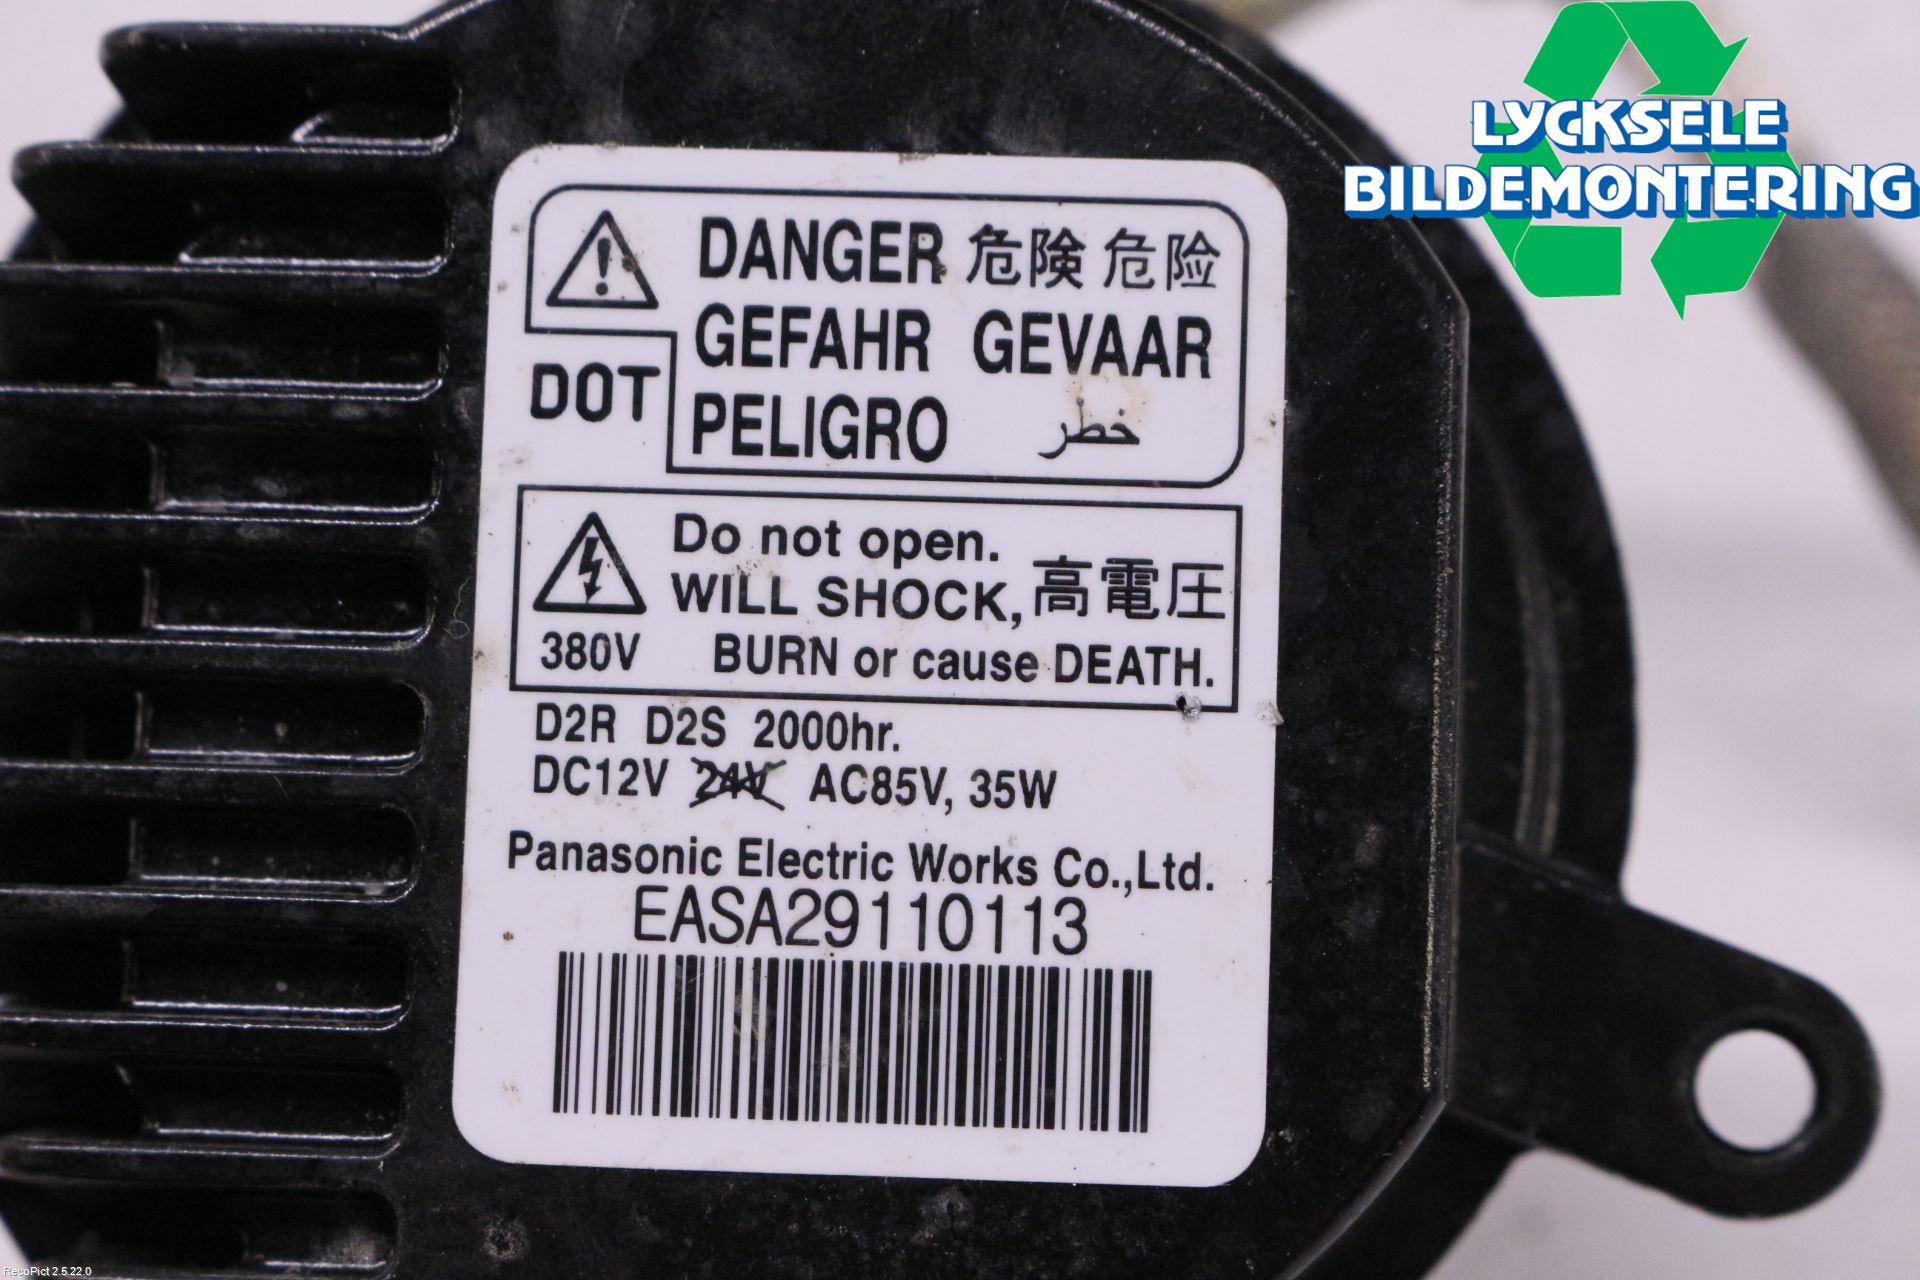 LYCKSELE
BILDEMONTERING
DANGER 危険 危险
GEFAHR GEVAAR
DOT
PELIGRO خطر
Do not open.
WILL SHOCK, 高電圧
380V BURN or cause DEATH.
D2R D2S 2000hr.
DC12V 24V AC85V, 35W
Panasonic Electric Works Co.,Ltd.
EASA29110113
RecoPict 2.5.22.0